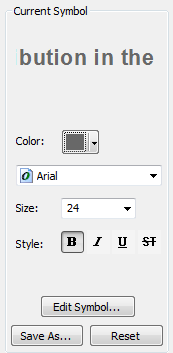 Current Symbol
bution in the
Color:
Arial
Size: 24
Style: B I U ST
Edit Symbol...
Save As... Reset